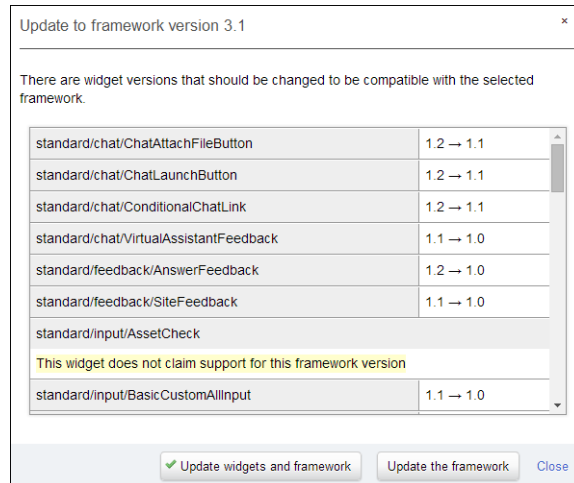 Update to framework version 3.1
×
There are widget versions that should be changed to be compatible with the selected
framework.
standard/chat/ChatAttachFileButton 1.2 → 1.1
standard/chat/ChatLaunchButton 1.2 → 1.1
standard/chat/ConditionalChatLink 1.2 → 1.1
standard/chat/VirtualAssistantFeedback 1.1 → 1.0
standard/feedback/AnswerFeedback 1.2 → 1.0
standard/feedback/SiteFeedback 1.1 → 1.0
standard/input/AssetCheck
This widget does not claim support for this framework version
standard/input/BasicCustomAllInput 1.1 → 1.0
Update widgets and framework Update the framework Close